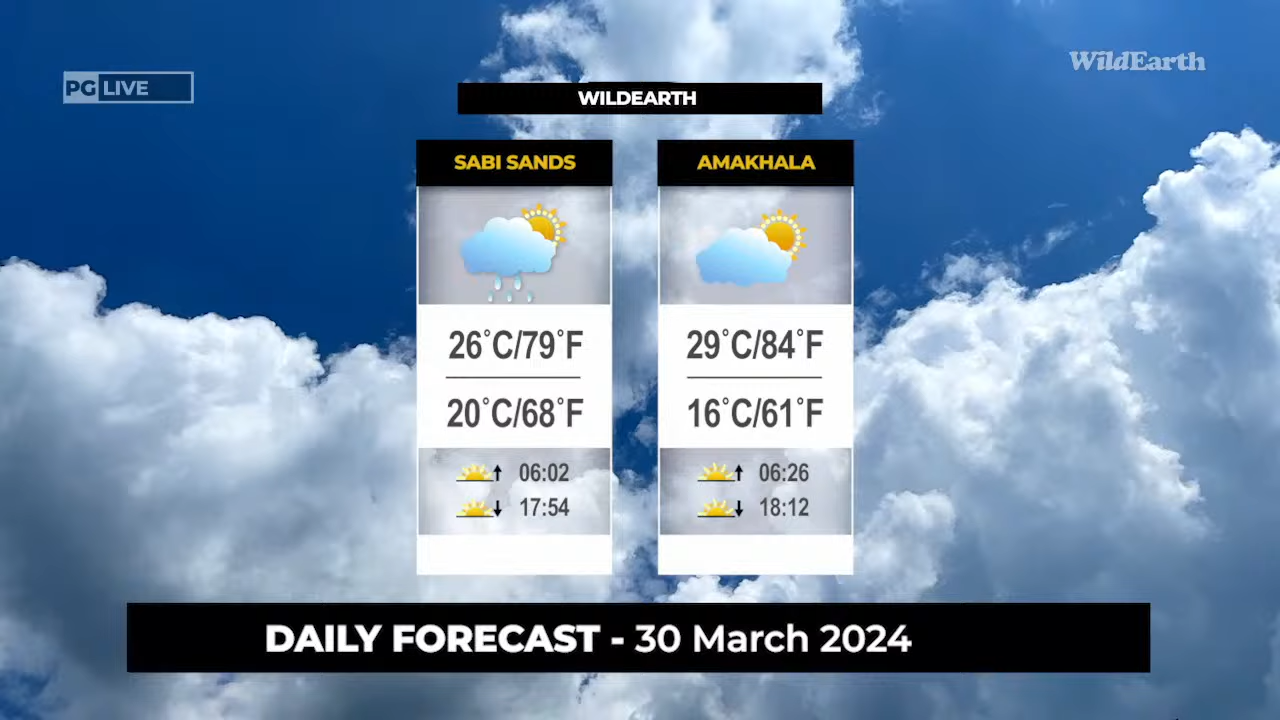 PG LIVE
WildEarth
WILDEARTH
SABI SANDS
26°C/79°F
20°C/68°F
06:02
17:54
AMAKHALA
29°C/84°F
16°C/61°F
06:26
18:12
DAILY FORECAST - 30 March 2024